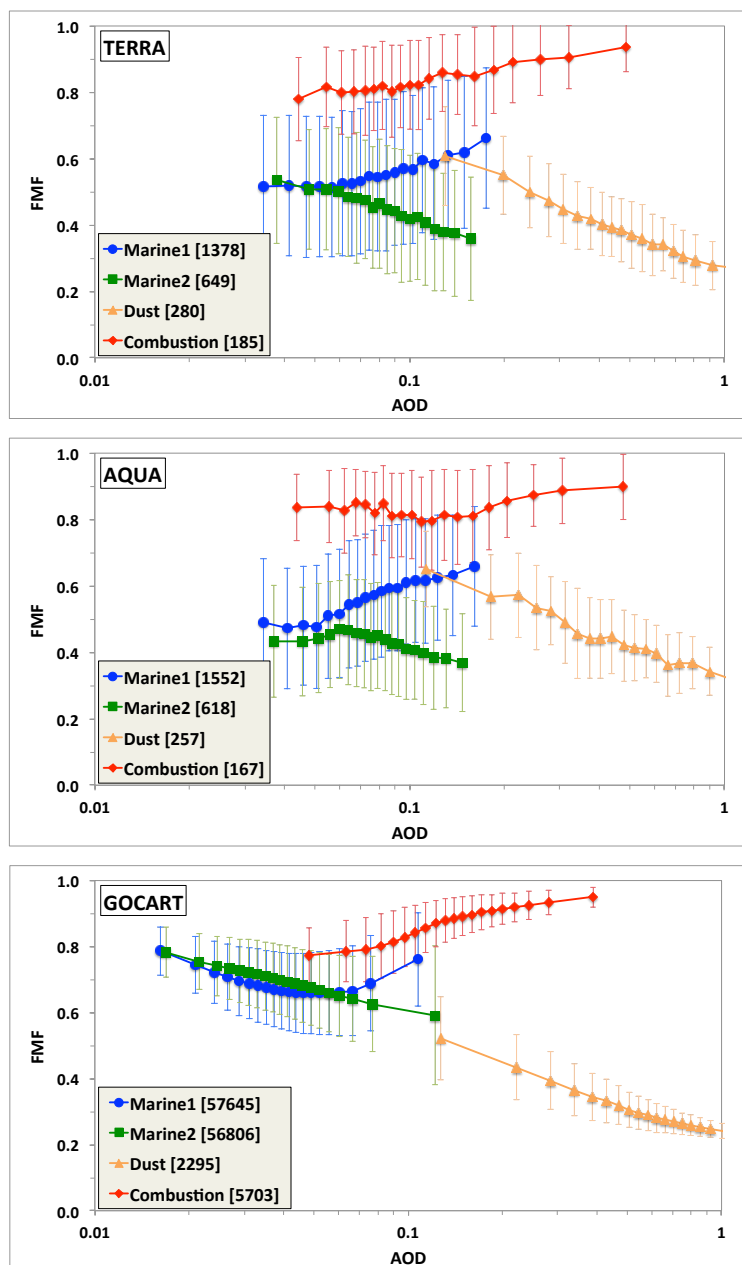 TERRA
1.0
0.8
0.6
0.4
0.2
0.0
FMF
Marine1 [1378]
Marine2 [649]
Dust [280]
Combustion [185]
0.01
0.1
1
AOD
AQUA
1.0
0.8
0.6
0.4
0.2
0.0
FMF
Marine1 [1552]
Marine2 [618]
Dust [257]
Combustion [167]
0.01
0.1
1
AOD
GOCART
1.0
0.8
0.6
0.4
0.2
0.0
FMF
Marine1 [57645]
Marine2 [56806]
Dust [2295]
Combustion [5703]
0.01
0.1
1
AOD